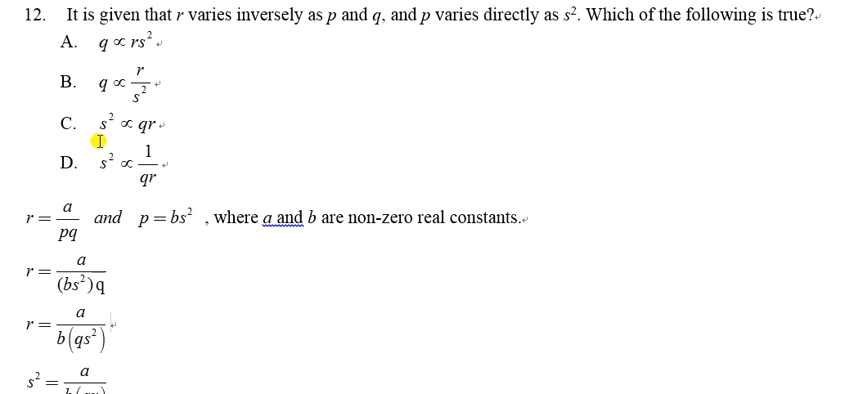 12. It is given that r varies inversely as p and q, and p varies directly as s². Which of the following is true?
A. q ∝ rs²
B. q ∝ r/s²
C. s² ∝ qr
D. s² ∝ 1/qr
r = a/pq and p = bs² , where a and b are non-zero real constants.
r = a/(bs²)q
r = a/b(qs²)
s² = a/